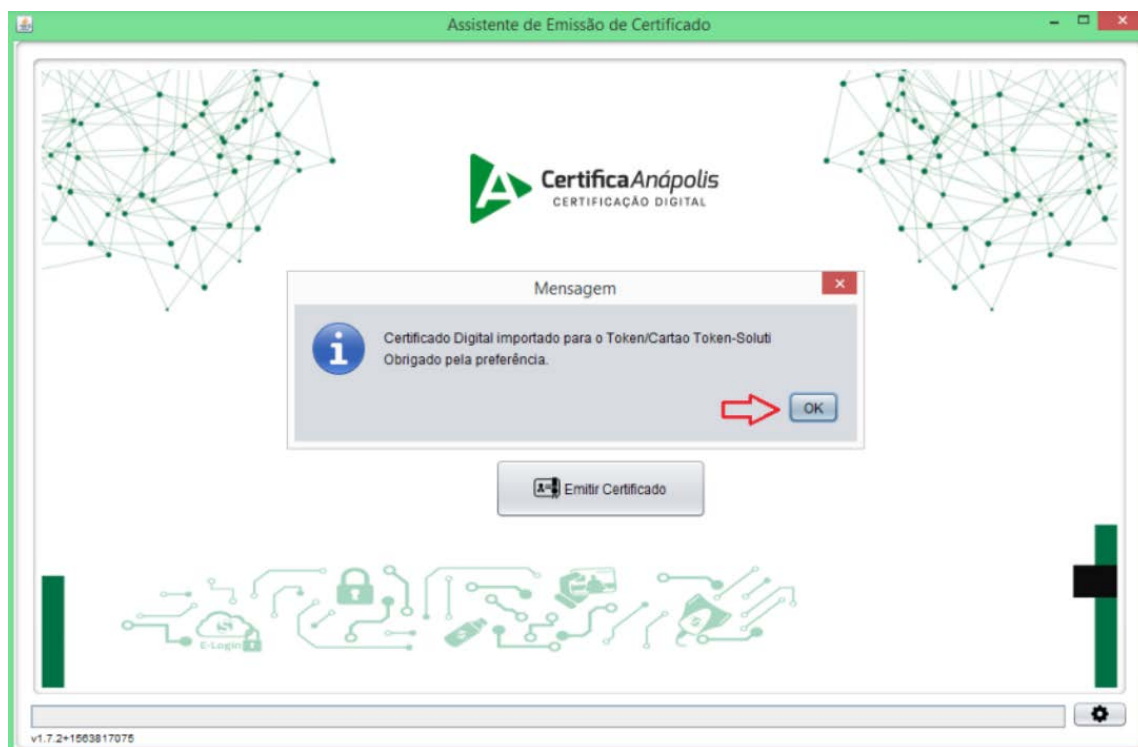 Assistente de Emissão de Certificado
CertificaAnápolis
CERTIFICAÇÃO DIGITAL
Mensagem
Certificado Digital importado para o Token/Cartao Token-Soluti
Obrigado pela preferência.
OK
Emitir Certificado
E-Login
v1.7.2+1563817075